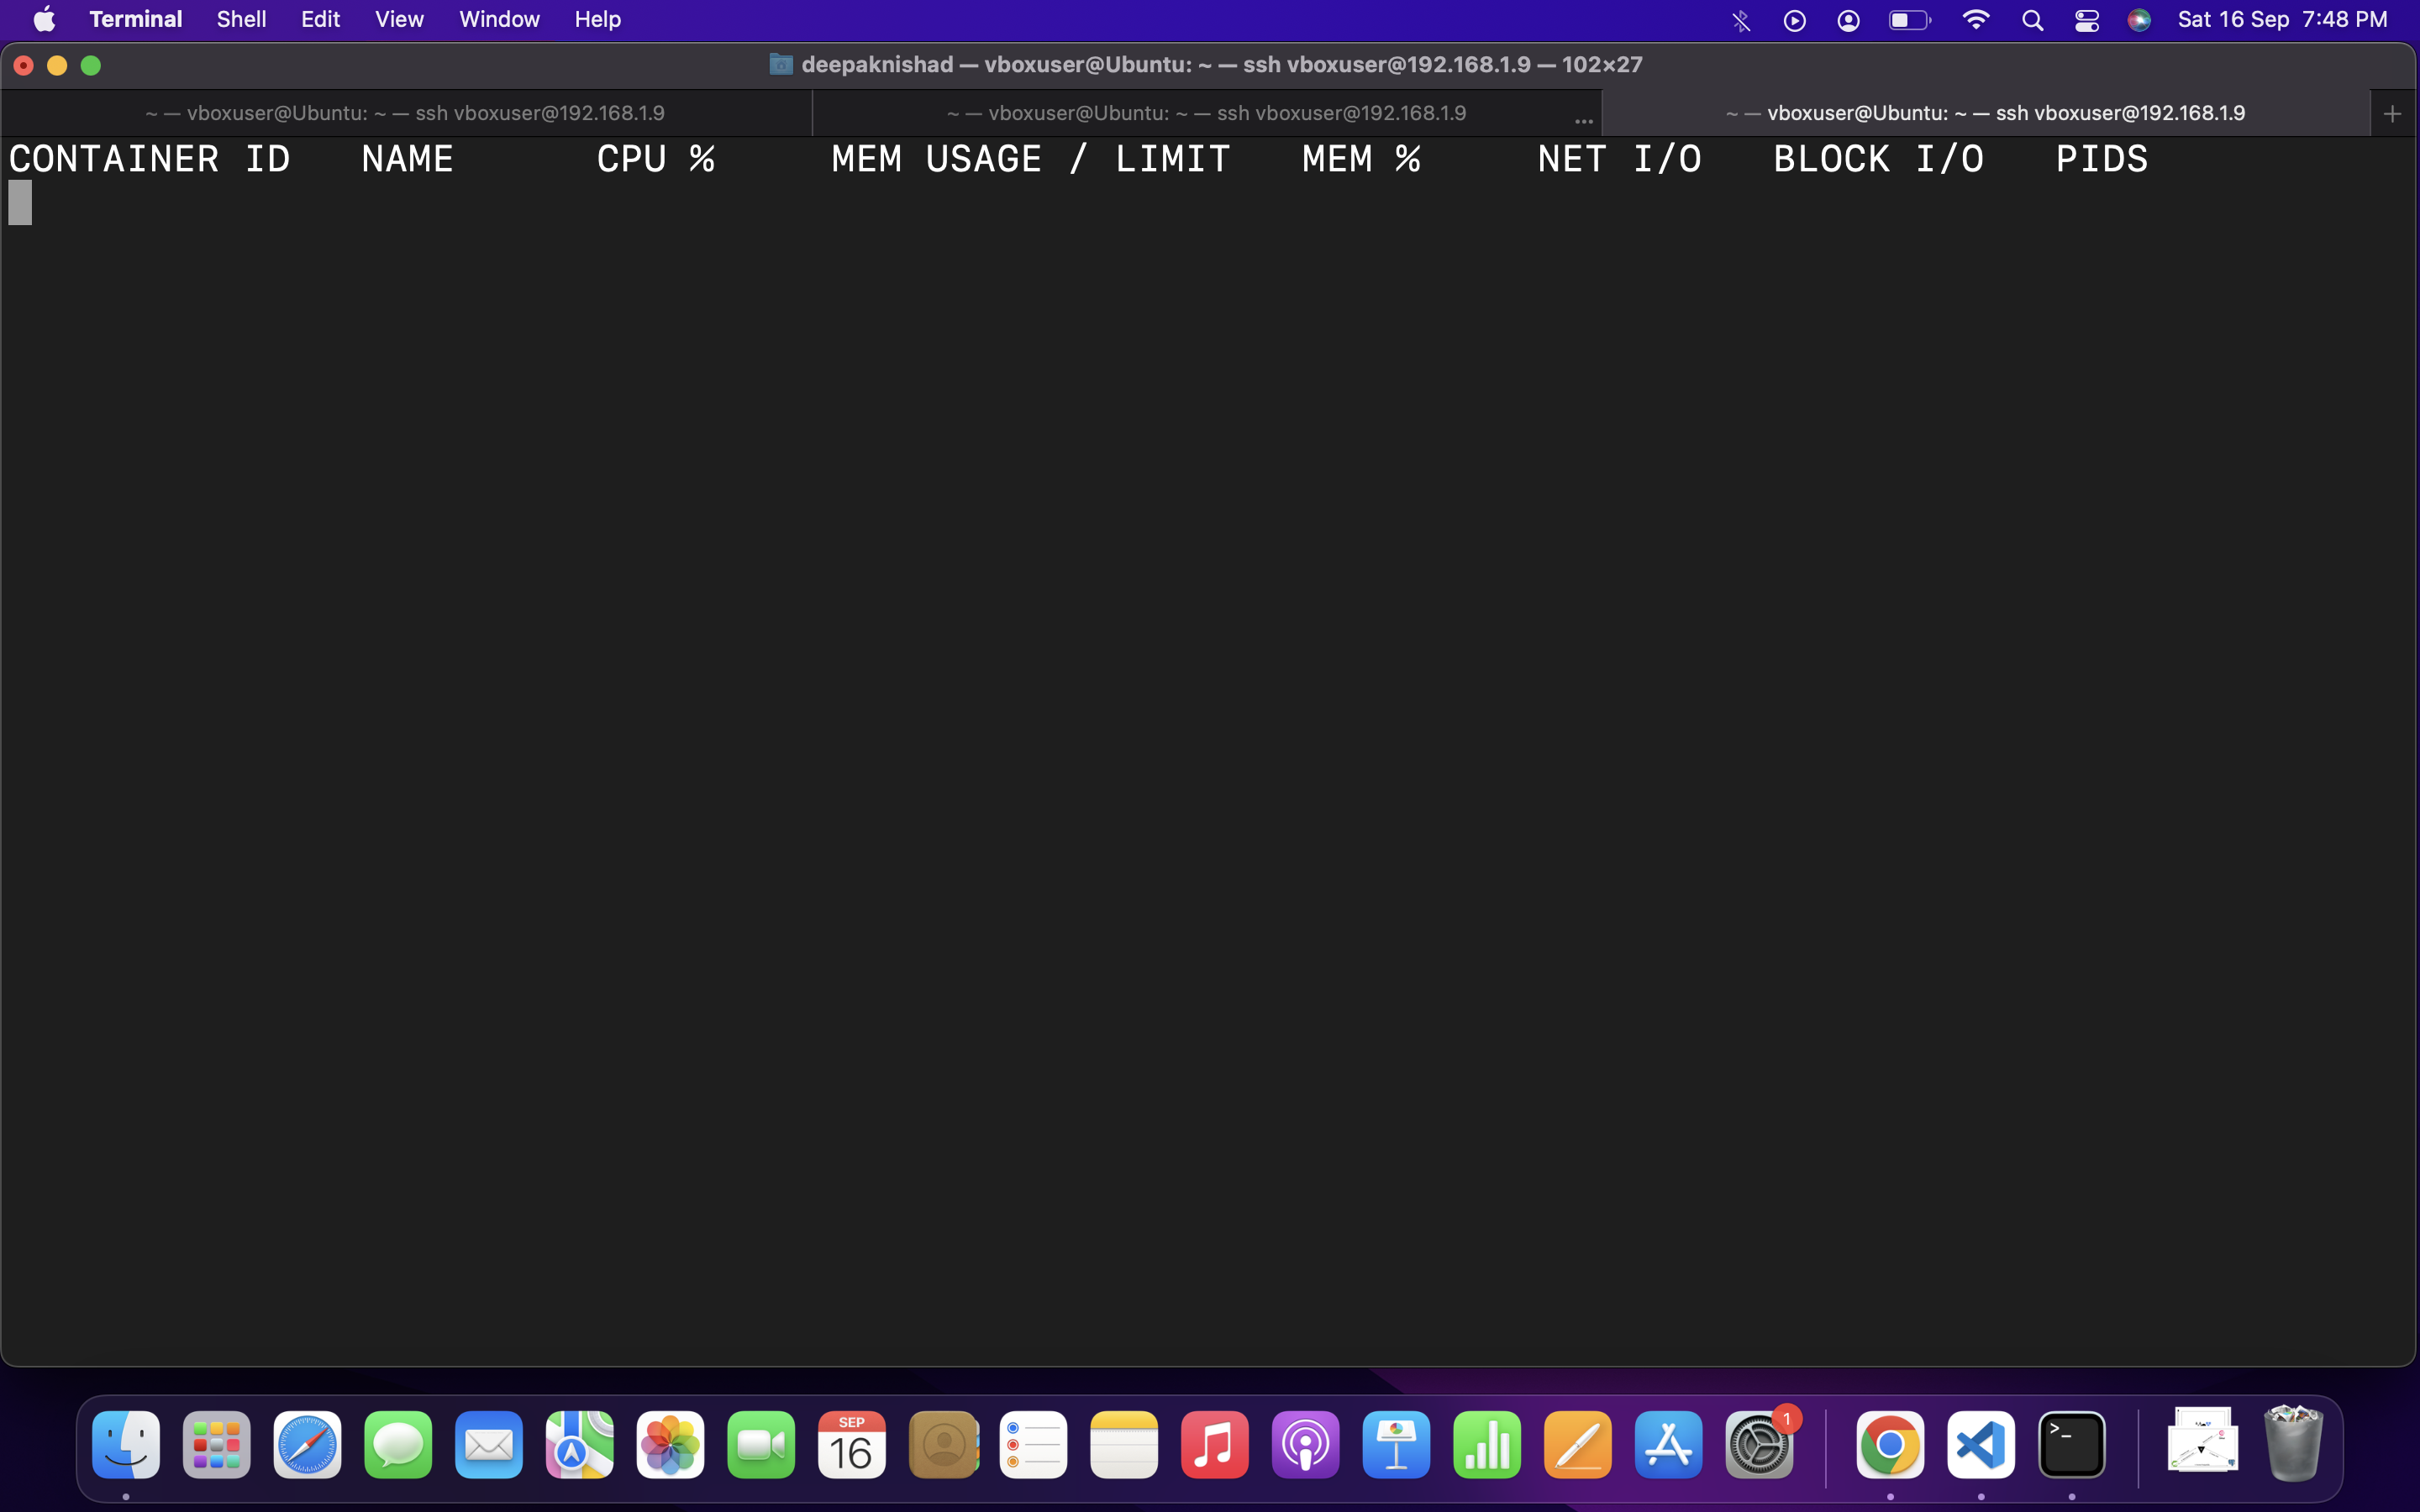 Terminal Shell Edit View Window Help Sat 16 Sep 7:48 PM
deepaknishad — vboxuser@Ubuntu: ~ — ssh vboxuser@192.168.1.9 — 102×27
~ — vboxuser@Ubuntu: ~ — ssh vboxuser@192.168.1.9 ~ — vboxuser@Ubuntu: ~ — ssh vboxuser@192.168.1.9 ... ~ — vboxuser@Ubuntu: ~ — ssh vboxuser@192.168.1.9 +
CONTAINER ID NAME CPU % MEM USAGE / LIMIT MEM % NET I/O BLOCK I/O PIDS
SEP
16
1
>_